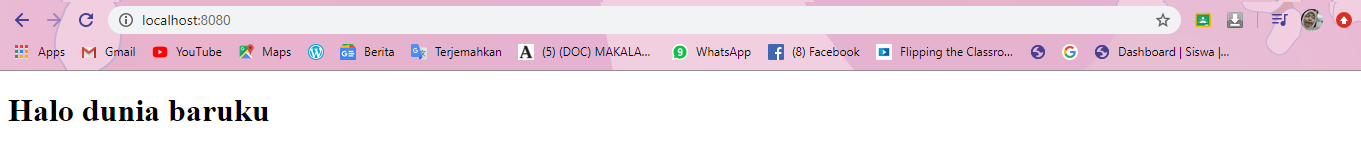 localhost:8080
Apps Gmail YouTube Maps Berita Terjemahkan A (5) (DOC) MAKALA... 9 WhatsApp (8) Facebook Flipping the Classro... Dashboard | Siswa |...
Halo dunia baruku